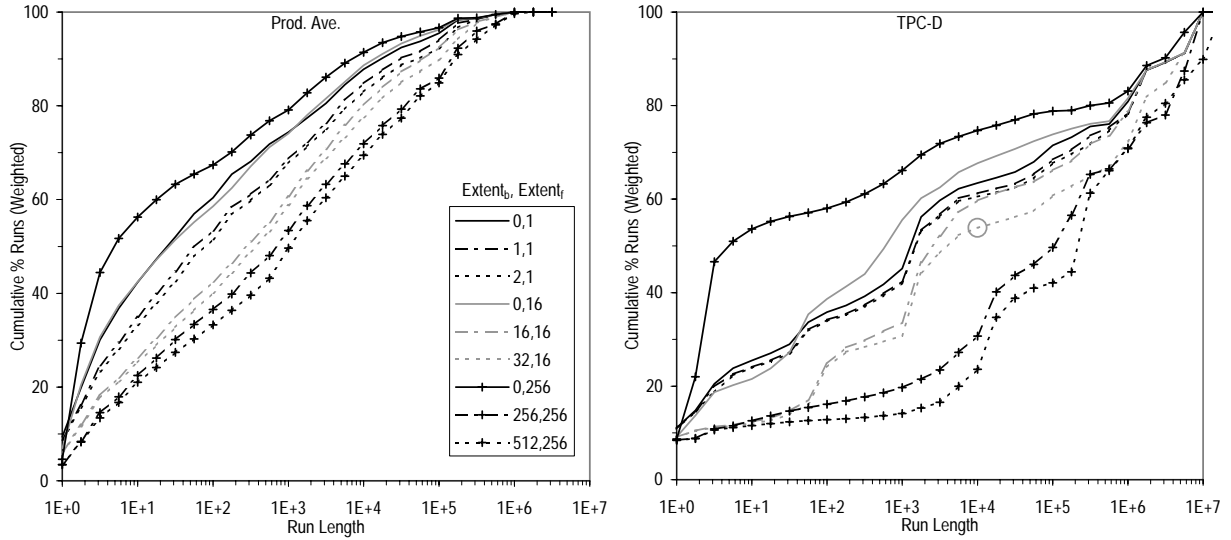 Prod. Ave.
Cumulative % Runs (Weighted)
100
80
60
40
20
0
1E+0 1E+1 1E+2 1E+3 1E+4 1E+5 1E+6 1E+7
Run Length
Extent_b, Extent_f
0,1
1,1
2,1
0,16
16,16
32,16
0,256
256,256
512,256
TPC-D
Cumulative % Runs (Weighted)
100
80
60
40
20
0
1E+0 1E+1 1E+2 1E+3 1E+4 1E+5 1E+6 1E+7
Run Length